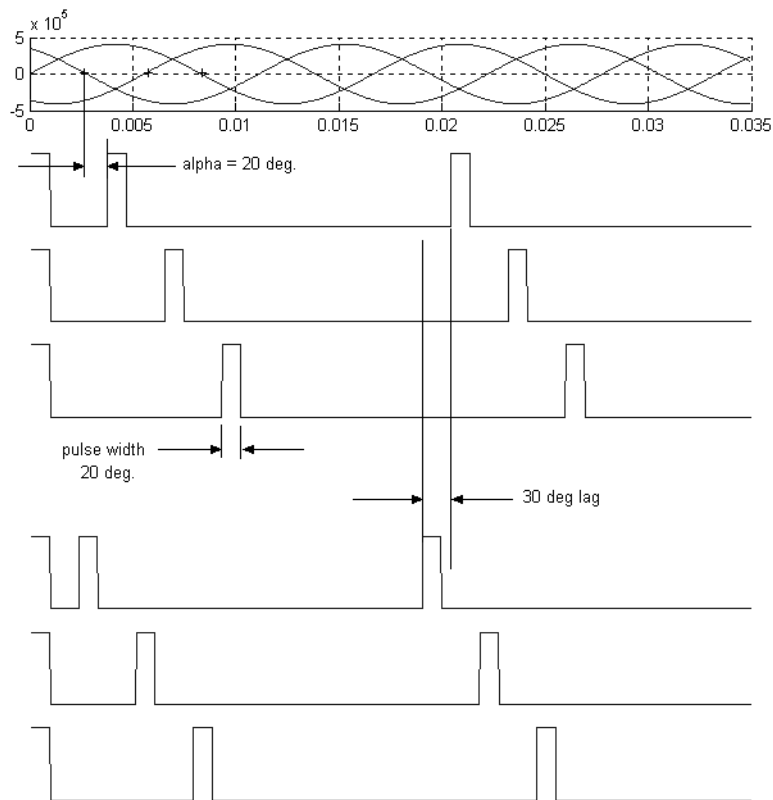 x 10^5
5
0
-5
0 0.005 0.01 0.015 0.02 0.025 0.03 0.035
alpha = 20 deg.
pulse width
20 deg.
30 deg lag